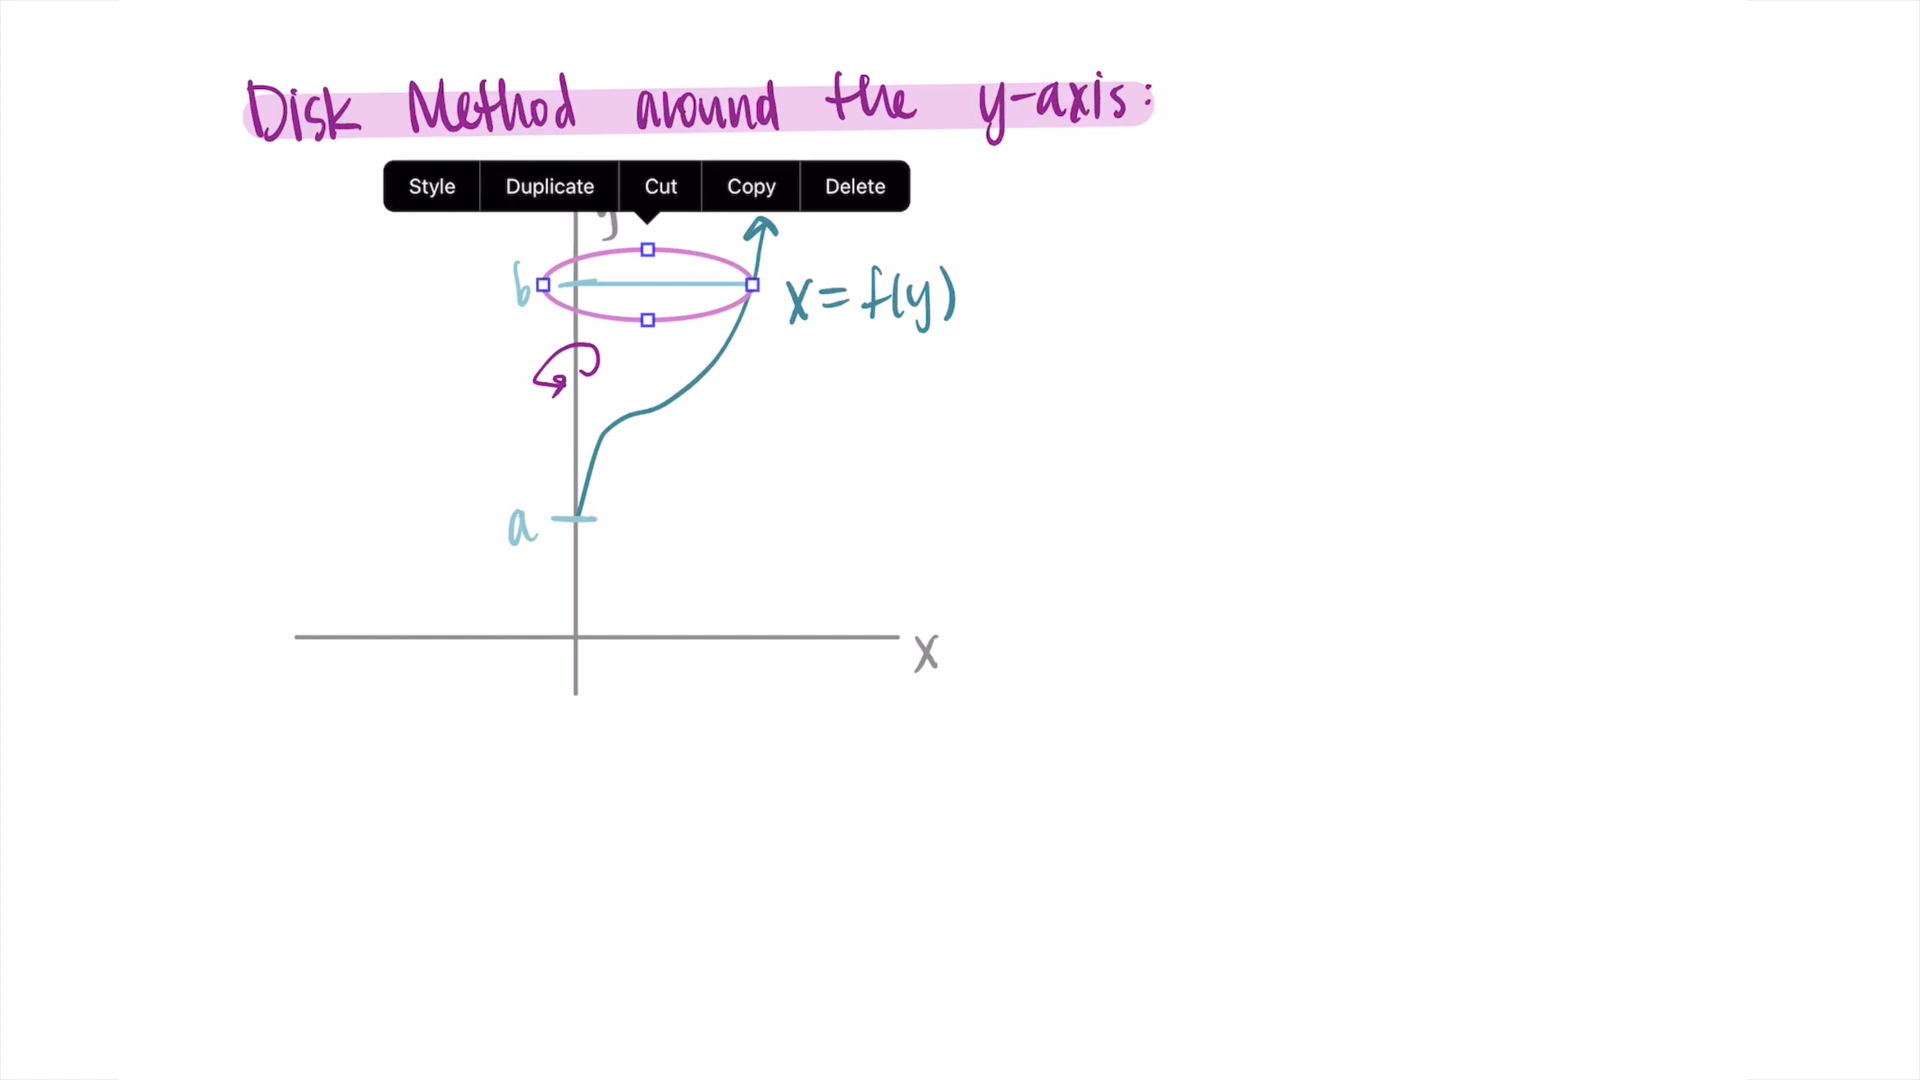 Disk Method around the y-axis:
Style Duplicate Cut Copy Delete
y
b
x = f(y)
a
x